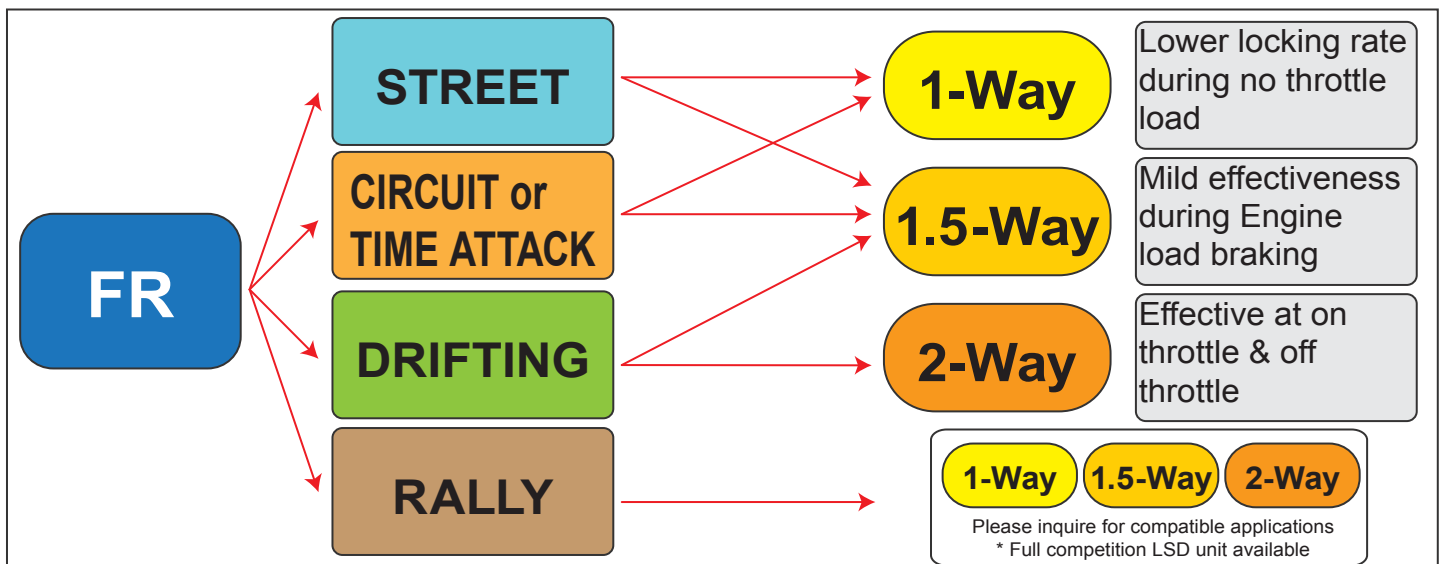 FR
STREET
CIRCUIT or
TIME ATTACK
DRIFTING
RALLY
1-Way
Lower locking rate
during no throttle
load
1.5-Way
Mild effectiveness
during Engine
load braking
2-Way
Effective at on
throttle & off
throttle
1-Way 1.5-Way 2-Way
Please inquire for compatible applications
* Full competition LSD unit available